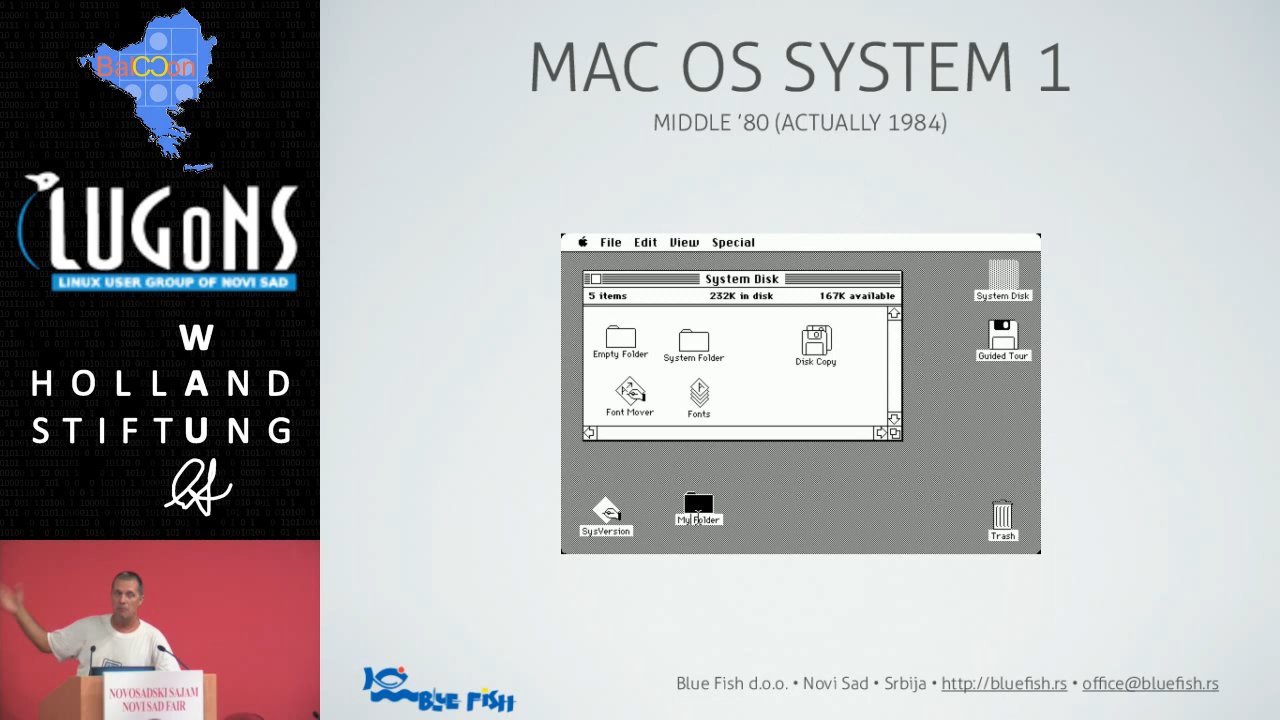 BalCCon
LUGoNS
LINUX USER GROUP OF NOVI SAD
W
HOLLAND
STIFTUNG
NOVOSADSKI SAJAM
NOVI SAD FAIR
MAC OS SYSTEM 1
MIDDLE ’80 (ACTUALLY 1984)
File Edit View Special
System Disk
5 items 232K in disk 167K available
Empty Folder
System Folder
Disk Copy
Font Mover
Fonts
System Disk
Guided Tour
SysVersion
My Folder
Trash
BLUE FISH
Blue Fish d.o.o. • Novi Sad • Srbija • http://bluefish.rs • office@bluefish.rs